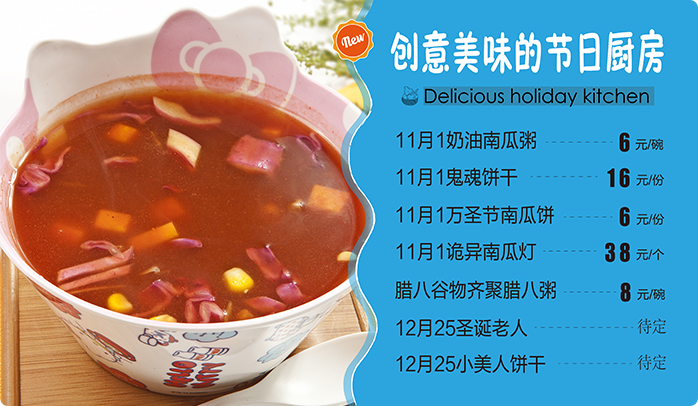 New
创意美味的节日厨房
Delicious holiday kitchen
11月1奶油南瓜粥 6 元/碗
11月1鬼魂饼干 16 元/份
11月1万圣节南瓜饼 6 元/份
11月1诡异南瓜灯 38 元/个
腊八谷物齐聚腊八粥 8 元/碗
12月25圣诞老人 待定
12月25小美人饼干 待定